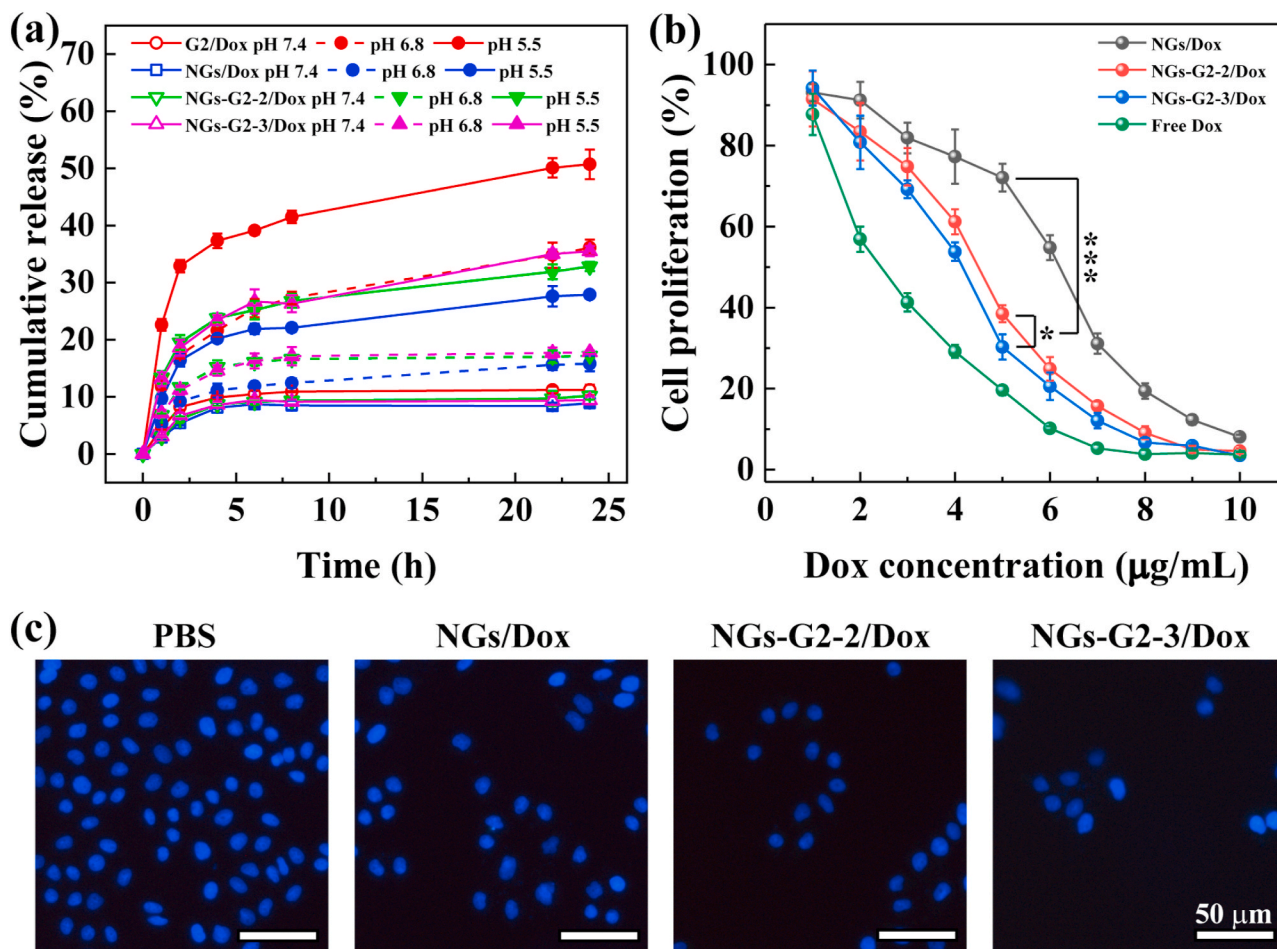 (a)
70
60
50
40
30
20
10
0
Cumulative release (%)
G2/Dox pH 7.4 pH 6.8 pH 5.5
NGs/Dox pH 7.4 pH 6.8 pH 5.5
NGs-G2-2/Dox pH 7.4 pH 6.8 pH 5.5
NGs-G2-3/Dox pH 7.4 pH 6.8 pH 5.5
0 5 10 15 20 25
Time (h)
(b)
100
80
60
40
20
0
Cell proliferation (%)
NGs/Dox
NGs-G2-2/Dox
NGs-G2-3/Dox
Free Dox
***
*
0 2 4 6 8 10
Dox concentration (μg/mL)
(c)
PBS NGs/Dox NGs-G2-2/Dox NGs-G2-3/Dox
50 μm